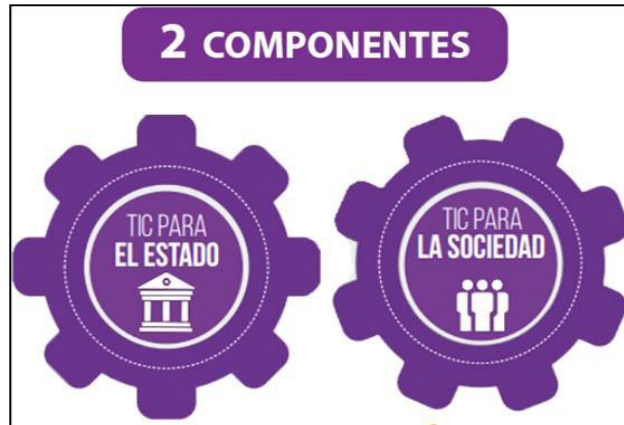 2 COMPONENTES
TIC PARA
EL ESTADO
TIC PARA
LA SOCIEDAD